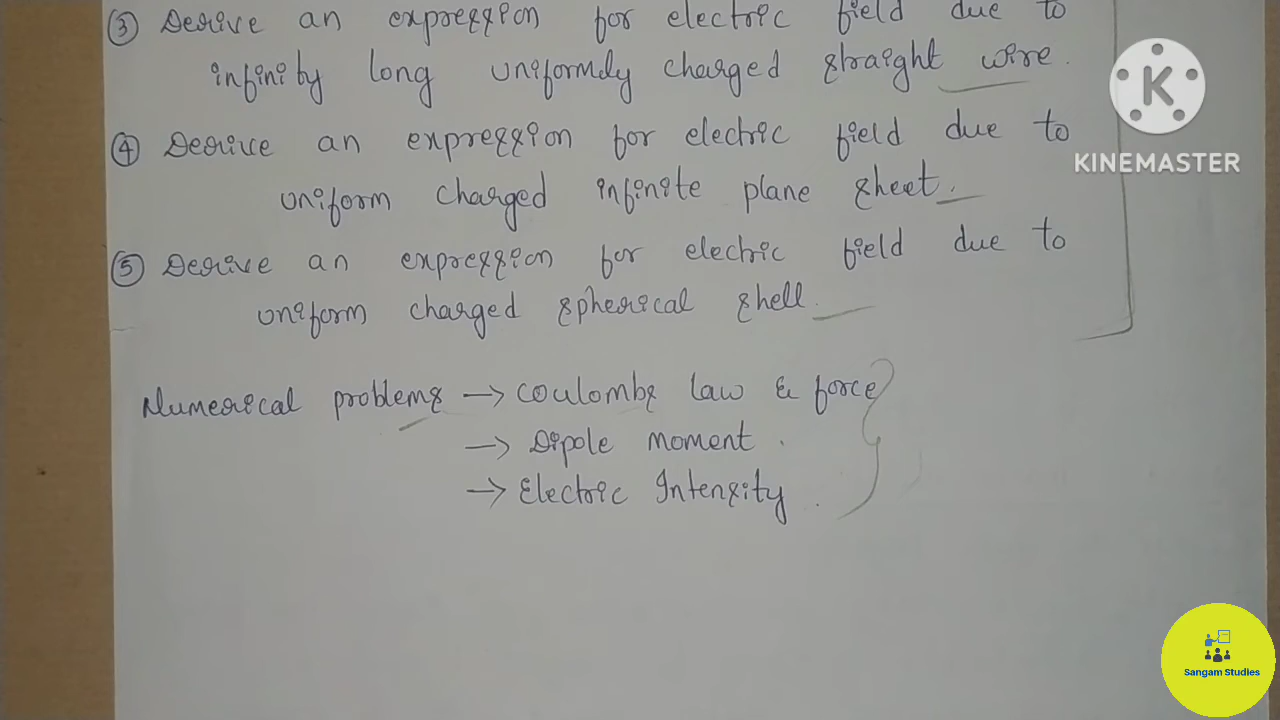 ③ Derive an expression for electric field due to
infinity long uniformly charged straight wire.
④ Derive an expression for electric field due to
uniform charged infinite plane sheet.
⑤ Derive an expression for electric field due to
uniform charged spherical shell.
Numerical problems → Coulombs law & force
→ Dipole moment.
→ Electric Intensity.
KINEMASTER
Sangam Studies